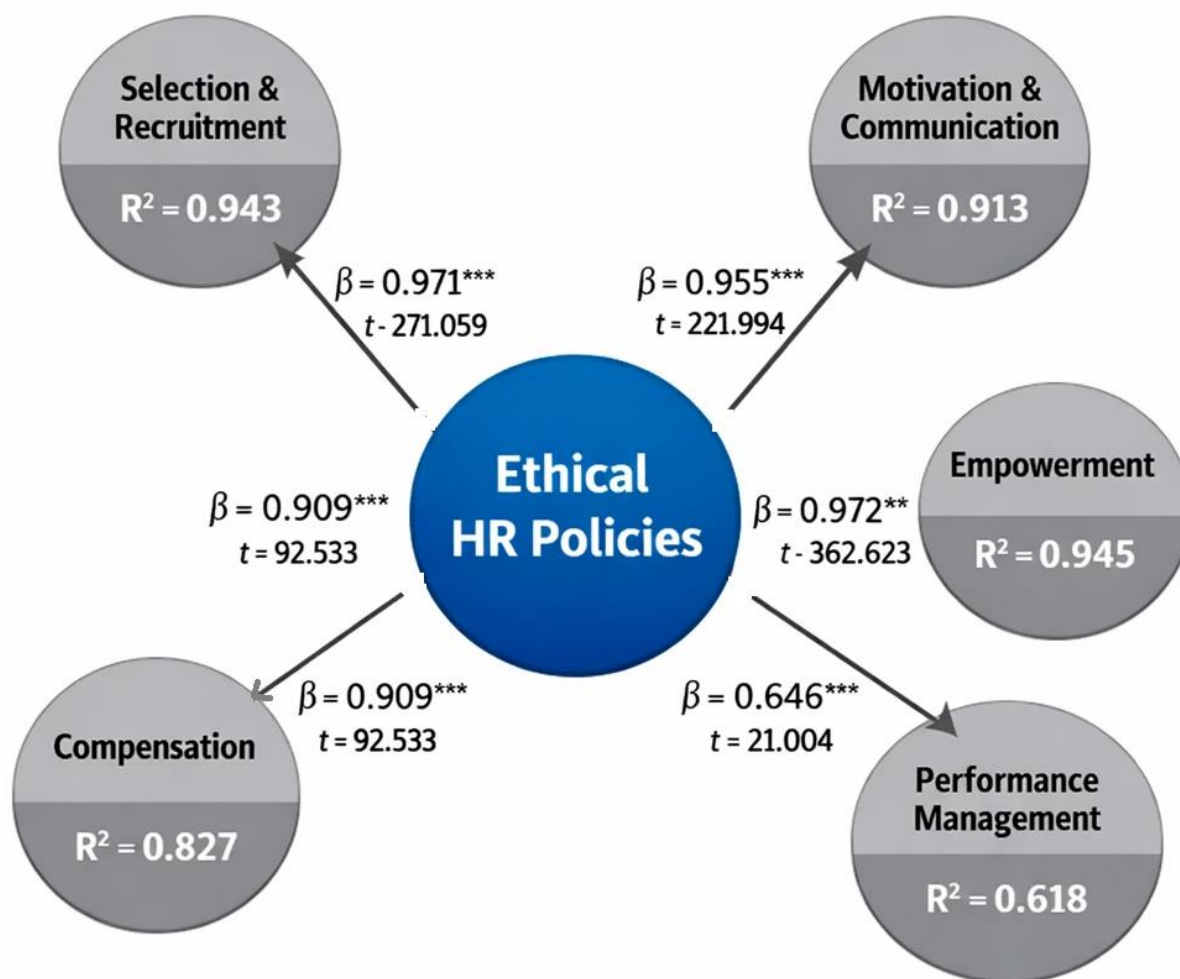 Selection &
Recruitment
R² = 0.943
Motivation &
Communication
R² = 0.913
β = 0.971***
t - 271.059
β = 0.955***
t = 221.994
Ethical
HR Policies
Empowerment
R² = 0.945
β = 0.909***
t = 92.533
β = 0.972**
t - 362.623
Compensation
R² = 0.827
β = 0.909***
t = 92.533
β = 0.646***
t = 21.004
Performance
Management
R² = 0.618